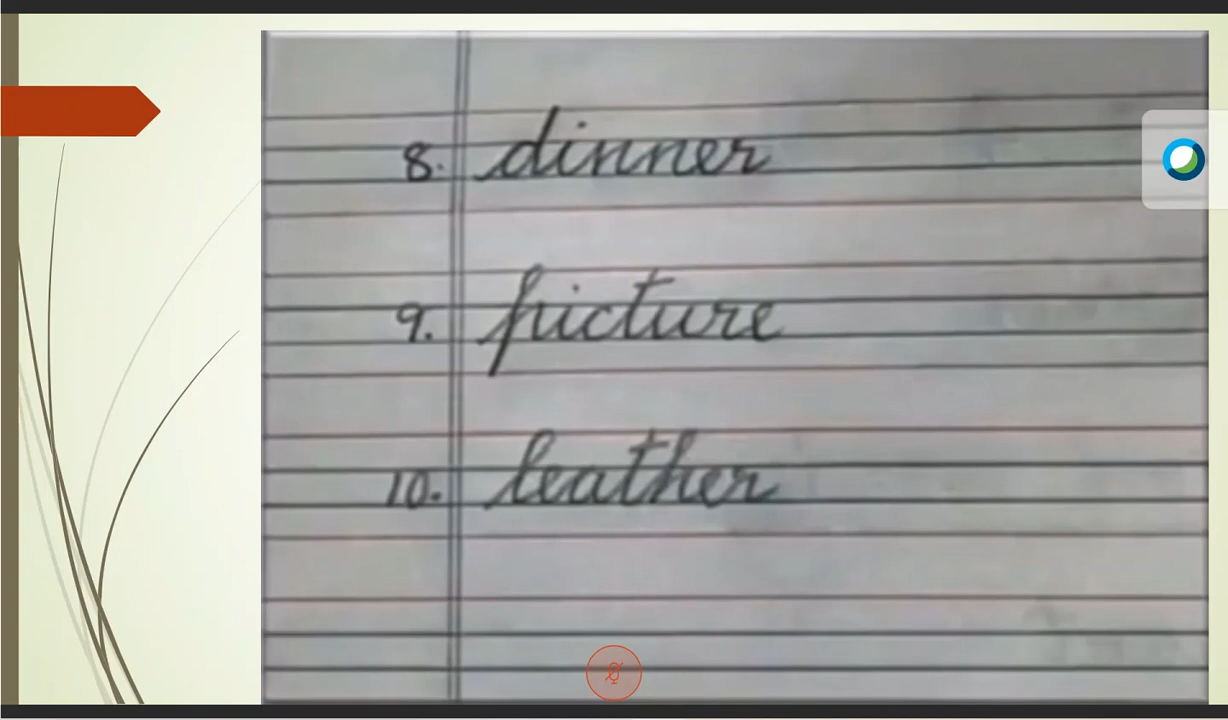 8. dinner
9. picture
10. leather